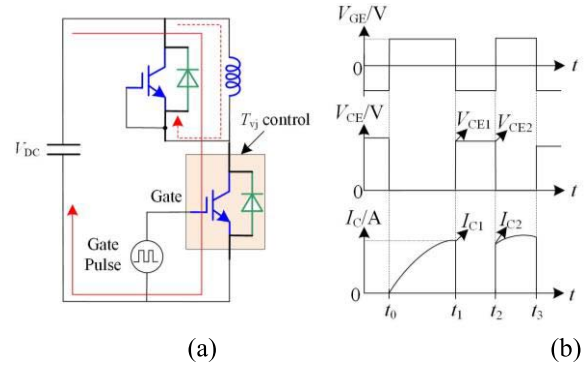 V_DC
T_vj control
Gate
Gate
Pulse
(a)
V_GE/V
0
t
V_CE/V
V_CE1
V_CE2
0
t
I_C/A
I_C1
I_C2
0
t
t_0
t_1
t_2
t_3
(b)